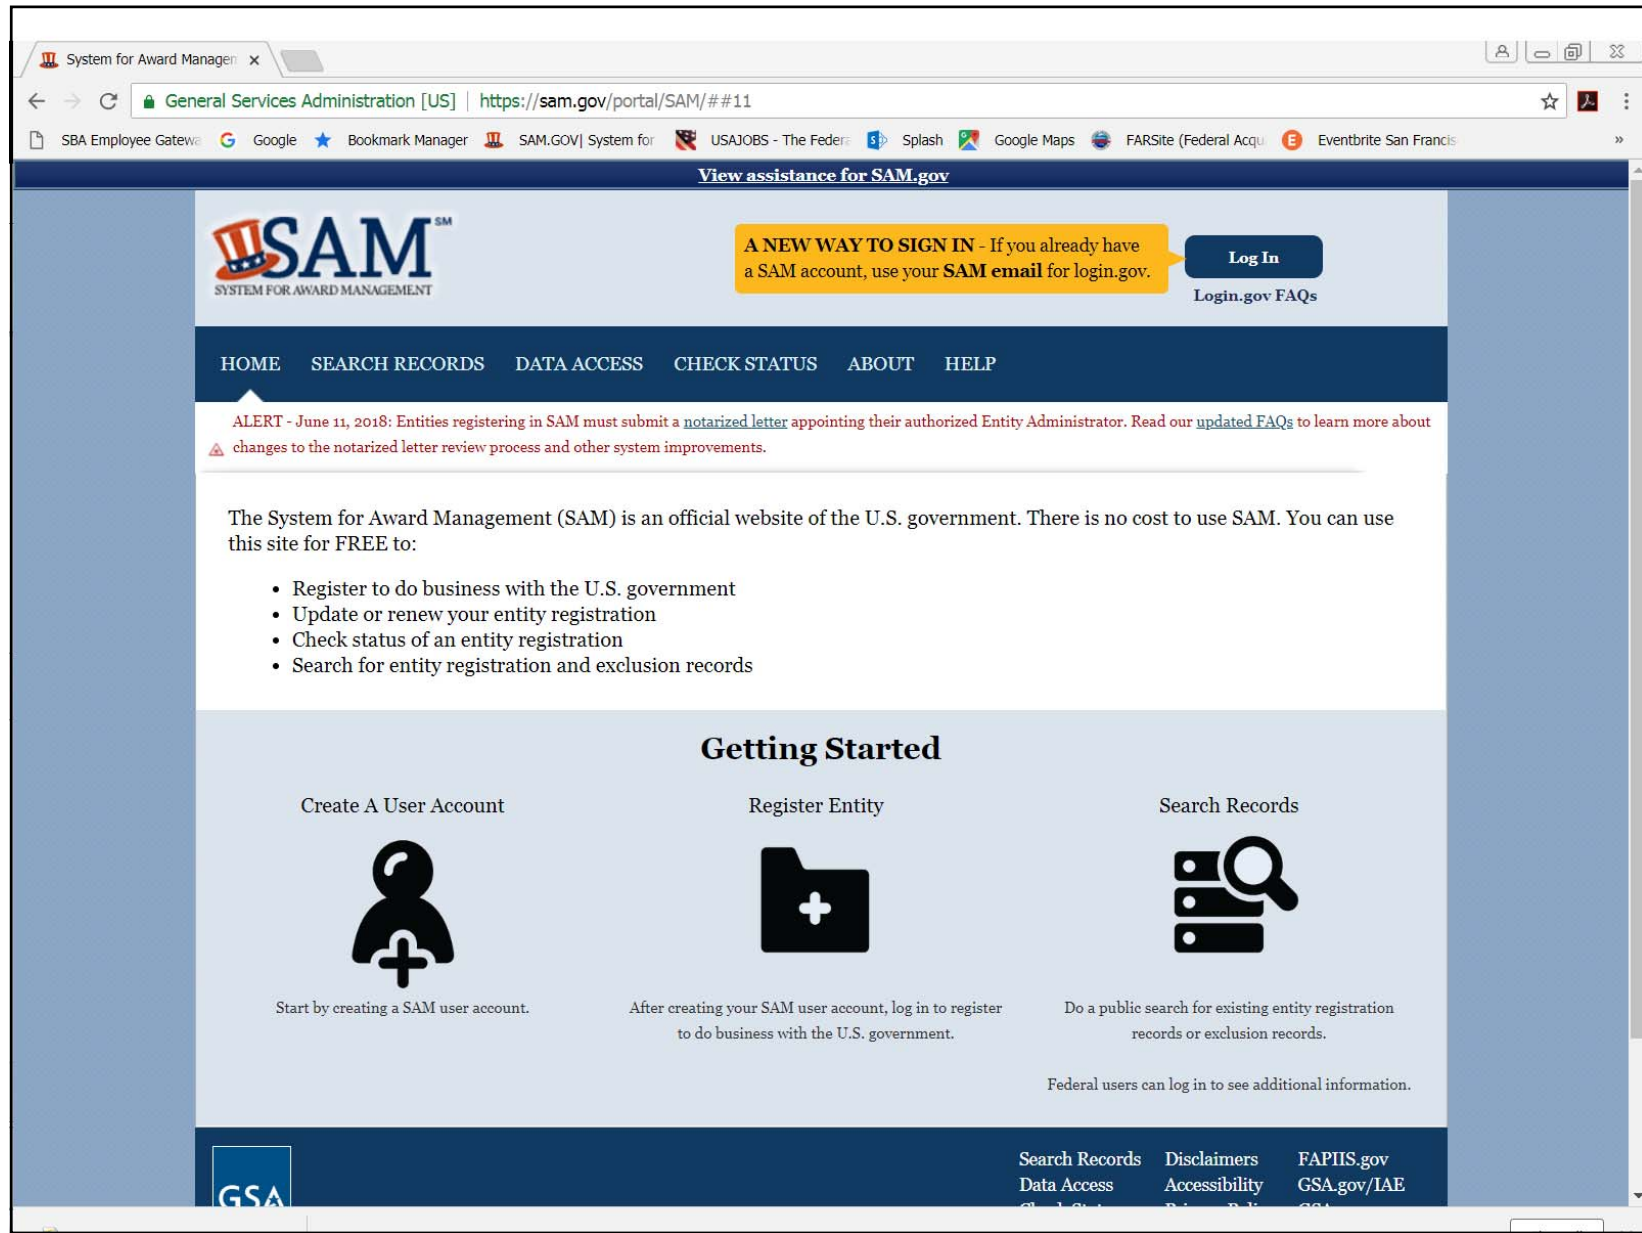 System for Award Managen
General Services Administration [US] | https://sam.gov/portal/SAM/##11
SBA Employee Gatewa Google Bookmark Manager SAM.GOV| System for USAJOBS - The Federa Splash Google Maps FARSite (Federal Acqu Eventbrite San Francis
View assistance for SAM.gov
SAM SM
SYSTEM FOR AWARD MANAGEMENT
A NEW WAY TO SIGN IN - If you already have
a SAM account, use your SAM email for login.gov.
Log In
Login.gov FAQs
HOME SEARCH RECORDS DATA ACCESS CHECK STATUS ABOUT HELP
ALERT - June 11, 2018: Entities registering in SAM must submit a notarized letter appointing their authorized Entity Administrator. Read our updated FAQs to learn more about
changes to the notarized letter review process and other system improvements.
The System for Award Management (SAM) is an official website of the U.S. government. There is no cost to use SAM. You can use
this site for FREE to:
• Register to do business with the U.S. government
• Update or renew your entity registration
• Check status of an entity registration
• Search for entity registration and exclusion records
Getting Started
Create A User Account
Start by creating a SAM user account.
Register Entity
After creating your SAM user account, log in to register
to do business with the U.S. government.
Search Records
Do a public search for existing entity registration
records or exclusion records.
Federal users can log in to see additional information.
GSA
Search Records Disclaimers FAPIIS.gov
Data Access Accessibility GSA.gov/IAE